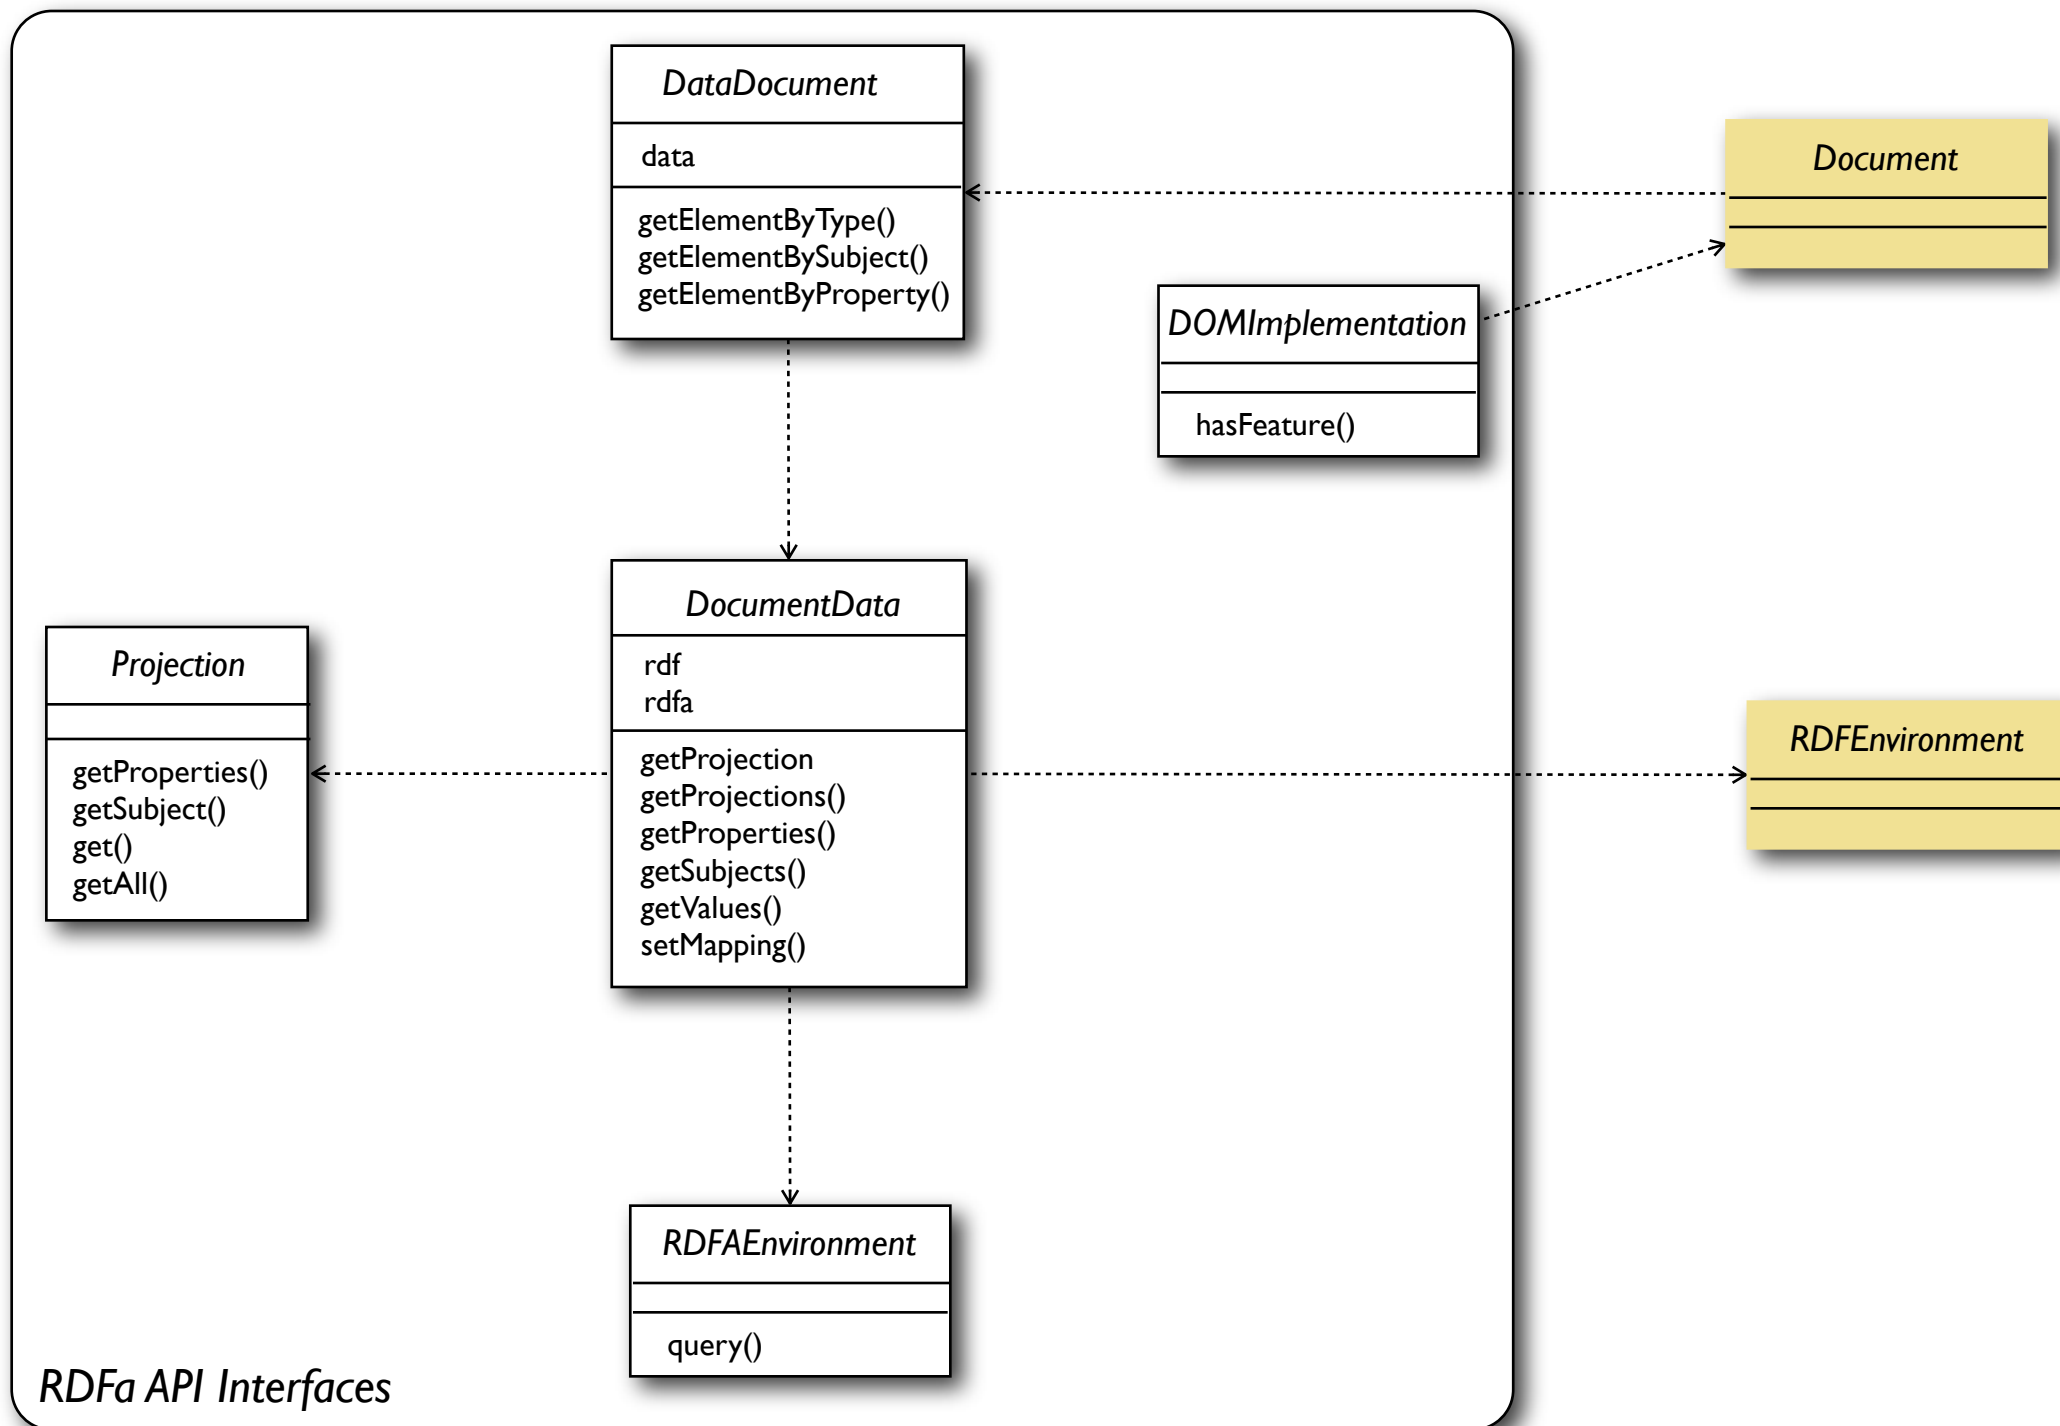 DataDocument
data
getElementByType()
getElementBySubject()
getElementByProperty()
Document
DOMImplementation
hasFeature()
DocumentData
rdf
rdfa
getProjection
getProjections()
getProperties()
getSubjects()
getValues()
setMapping()
Projection
getProperties()
getSubject()
get()
getAll()
RDFEnvironment
RDFAEnvironment
query()
RDFa API Interfaces